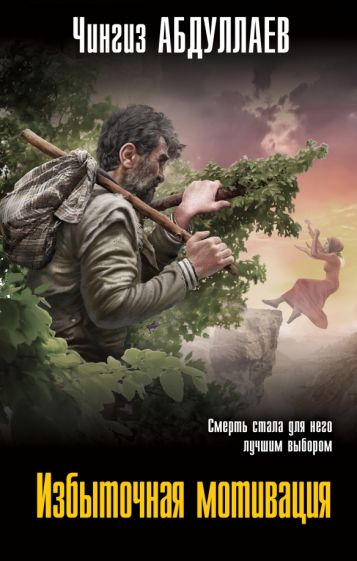 Чингиз АБДУЛЛАЕВ
Смерть стала для него
лучшим выбором
Избыточная мотивация